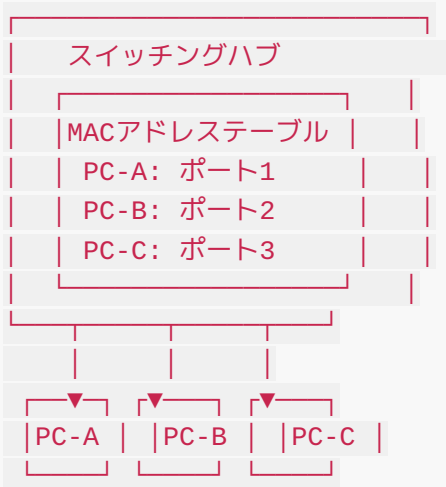 スイッチングハブ
MACアドレステーブル
PC-A: ポート1
PC-B: ポート2
PC-C: ポート3
PC-A PC-B PC-C